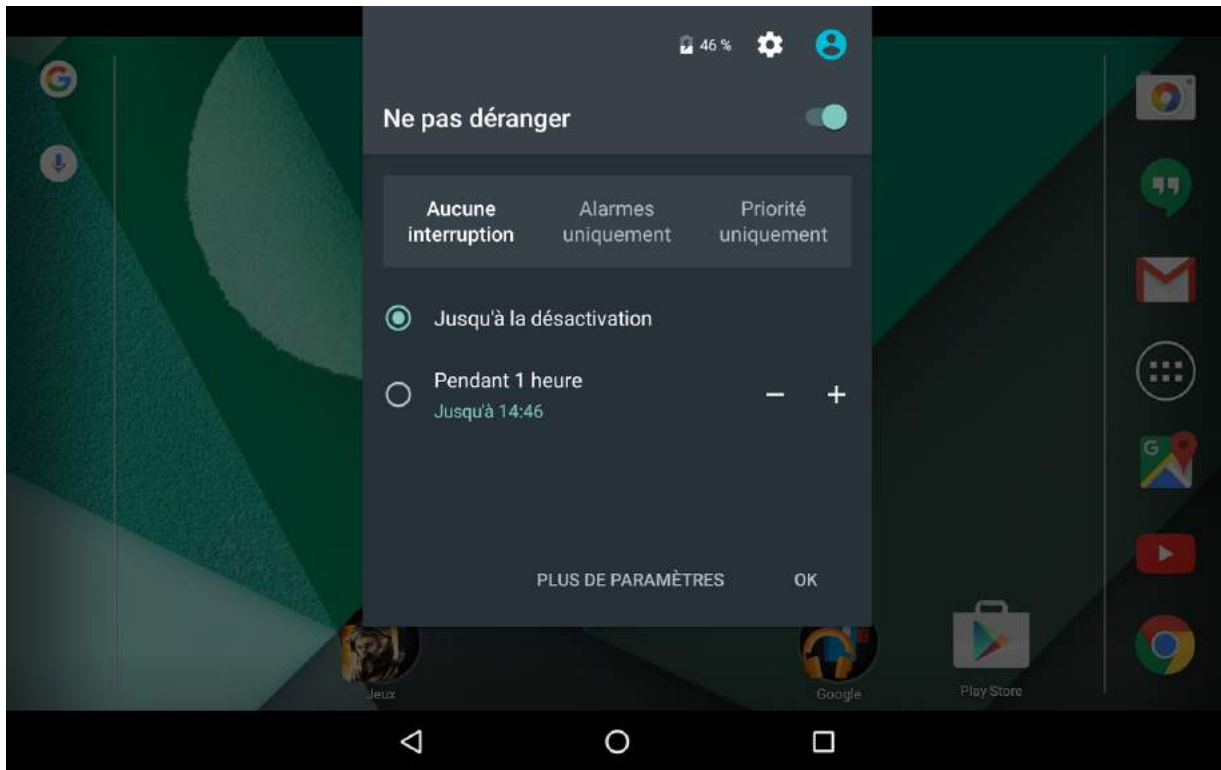 46 %
Ne pas déranger
Aucune
interruption
Alarmes
uniquement
Priorité
uniquement
Jusqu'à la désactivation
Pendant 1 heure
Jusqu'à 14:46
PLUS DE PARAMÈTRES
OK
Jeux
Google
Play Store